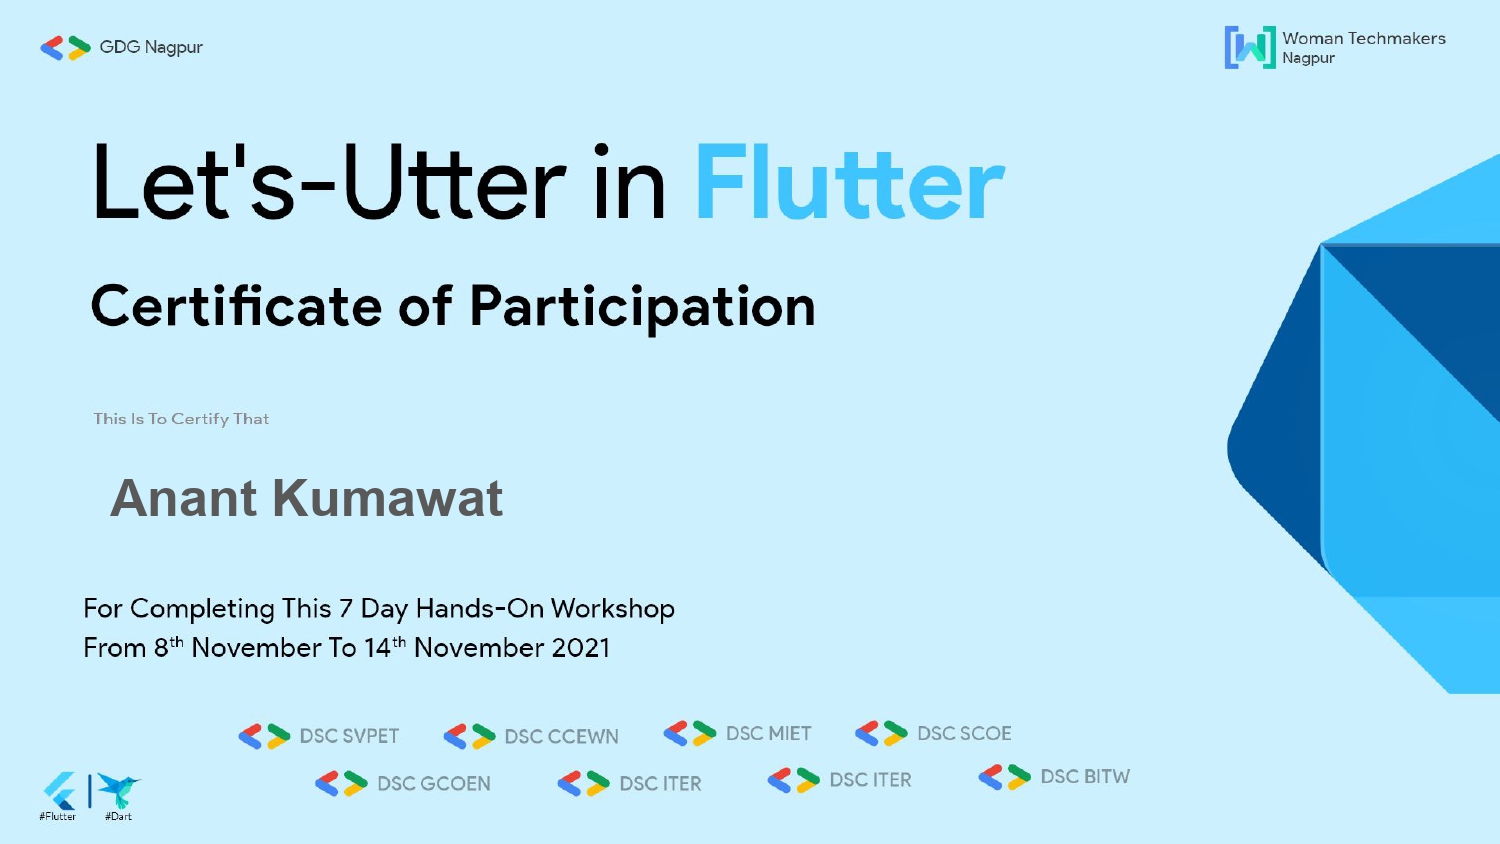 GDG Nagpur
Woman Techmakers
Nagpur
Let's-Utter in Flutter
Certificate of Participation
This Is To Certify That
Anant Kumawat
For Completing This 7 Day Hands-On Workshop
From 8th November To 14th November 2021
DSC SVPET
DSC CCEWN
DSC MIET
DSC SCOE
DSC GCOEN
DSC ITER
DSC ITER
DSC BITW
#Flutter
#Dart